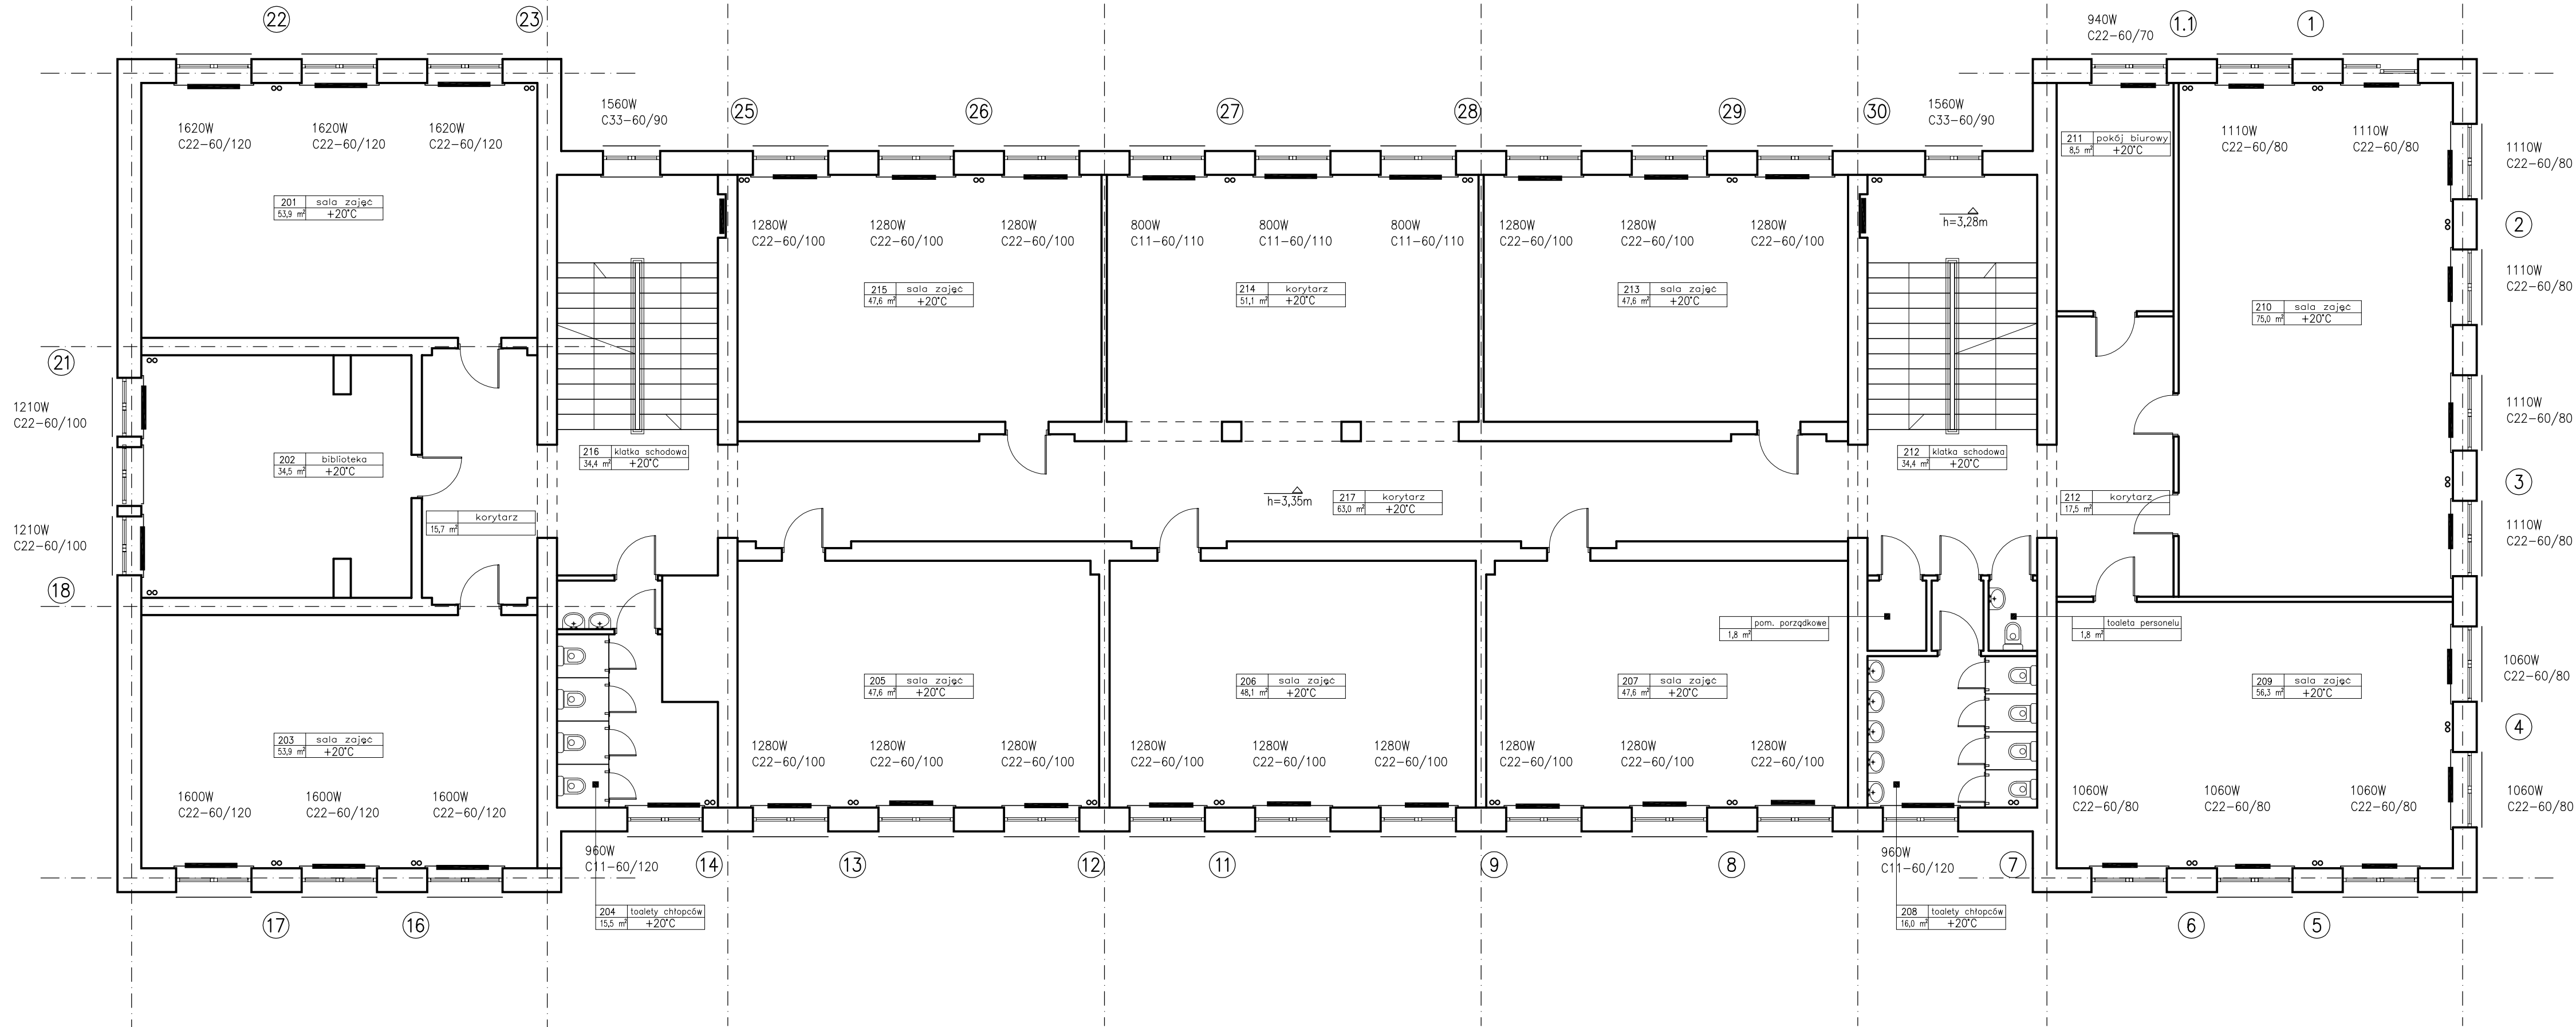 22
23
940W
C22-60/70
1.1
1
1560W
C33-60/90
25
26
27
28
29
30
1560W
C33-60/90
1620W
C22-60/120
1620W
C22-60/120
1620W
C22-60/120
211 pokój biurowy
8,5 m² +20°C
1110W
C22-60/80
1110W
C22-60/80
1110W
C22-60/80
201 sala zajęć
53,9 m² +20°C
1280W
C22-60/100
1280W
C22-60/100
1280W
C22-60/100
800W
C11-60/110
800W
C11-60/110
800W
C11-60/110
1280W
C22-60/100
1280W
C22-60/100
1280W
C22-60/100
h=3,28m
2
1110W
C22-60/80
215 sala zajęć
47,6 m² +20°C
214 korytarz
51,1 m² +20°C
213 sala zajęć
47,6 m² +20°C
210 sala zajęć
75,0 m² +20°C
21
1210W
C22-60/100
1110W
C22-60/80
202 biblioteka
34,5 m² +20°C
216 klatka schodowa
34,4 m² +20°C
212 klatka schodowa
34,4 m² +20°C
3
h=3,35m
217 korytarz
63,0 m² +20°C
212 korytarz
17,5 m² +20°C
korytarz
15,7 m²
1210W
C22-60/100
1110W
C22-60/80
18
pom. porządkowe
1,8 m²
toaleta personelu
1,8 m²
1060W
C22-60/80
205 sala zajęć
47,6 m² +20°C
206 sala zajęć
48,1 m² +20°C
207 sala zajęć
47,6 m² +20°C
209 sala zajęć
56,3 m² +20°C
4
203 sala zajęć
53,9 m² +20°C
1280W
C22-60/100
1280W
C22-60/100
1280W
C22-60/100
1280W
C22-60/100
1280W
C22-60/100
1280W
C22-60/100
1280W
C22-60/100
1280W
C22-60/100
1280W
C22-60/100
1600W
C22-60/120
1600W
C22-60/120
1600W
C22-60/120
1060W
C22-60/80
1060W
C22-60/80
1060W
C22-60/80
1060W
C22-60/80
960W
C11-60/120
14
13
12
11
9
8
960W
C11-60/120
7
204 toalety chłopców
15,5 m² +20°C
208 toalety chłopców
16,0 m² +20°C
17
16
6
5